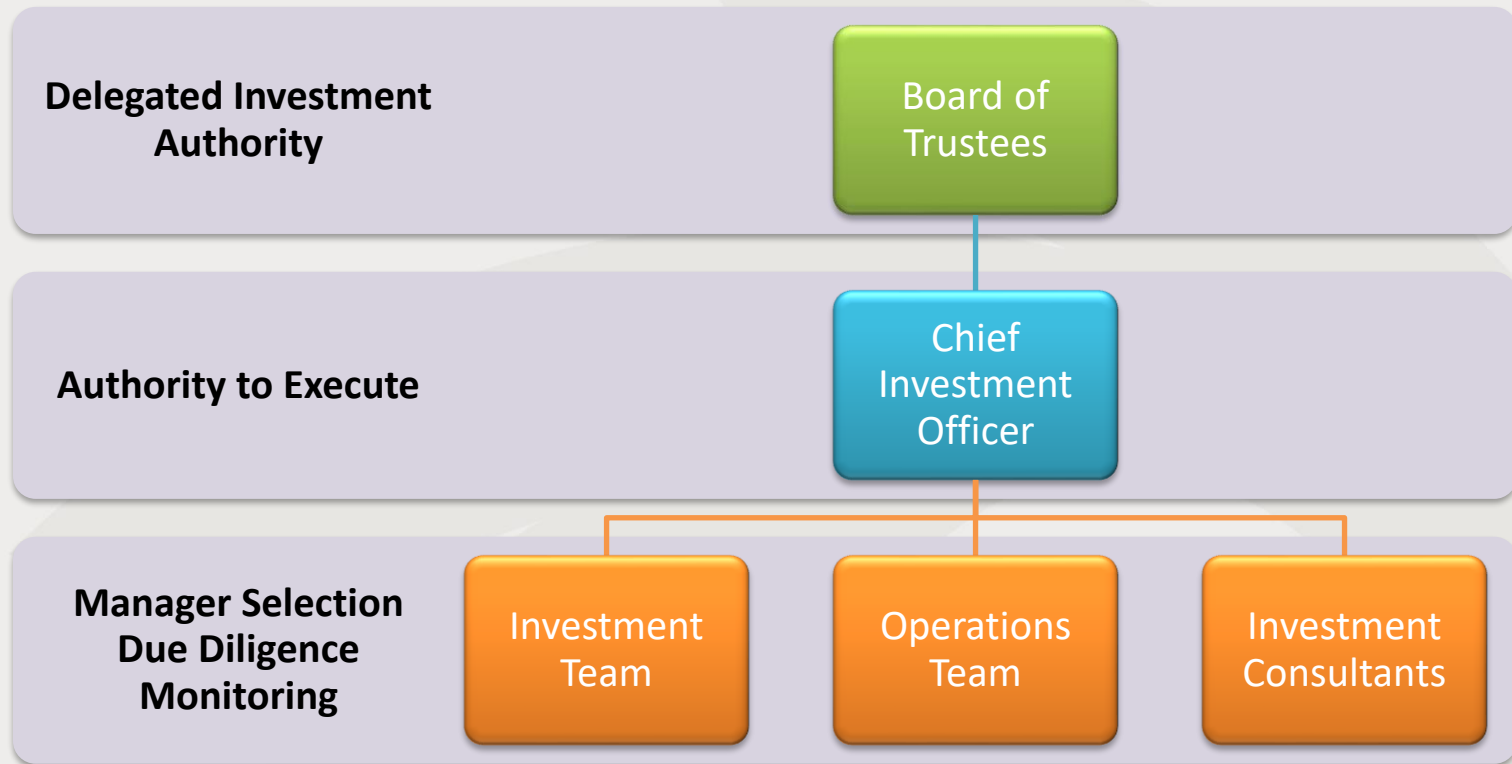 Delegated Investment
Authority
Board of
Trustees
Authority to Execute
Chief
Investment
Officer
Manager Selection
Due Diligence
Monitoring
Investment
Team
Operations
Team
Investment
Consultants